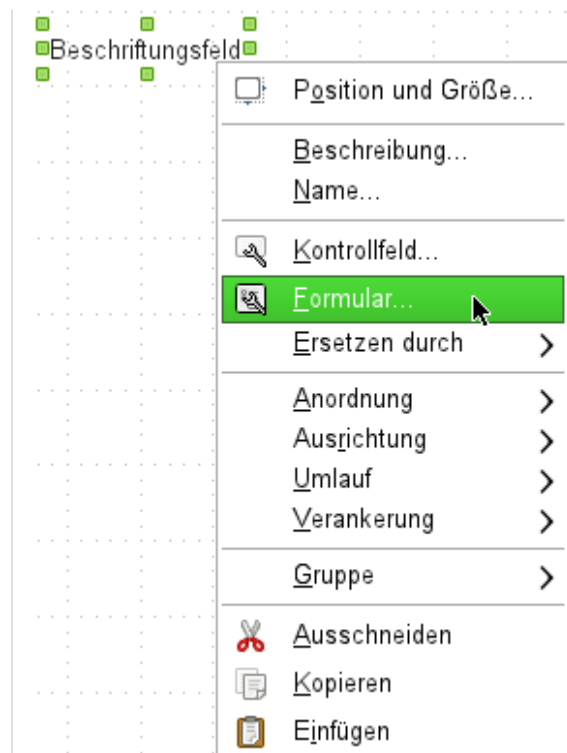 Beschriftungsfeld
Position und Größe...
Beschreibung...
Name...
Kontrollfeld...
Formular...
Ersetzen durch
Anordnung
Ausrichtung
Umlauf
Verankerung
Gruppe
Ausschneiden
Kopieren
Einfügen